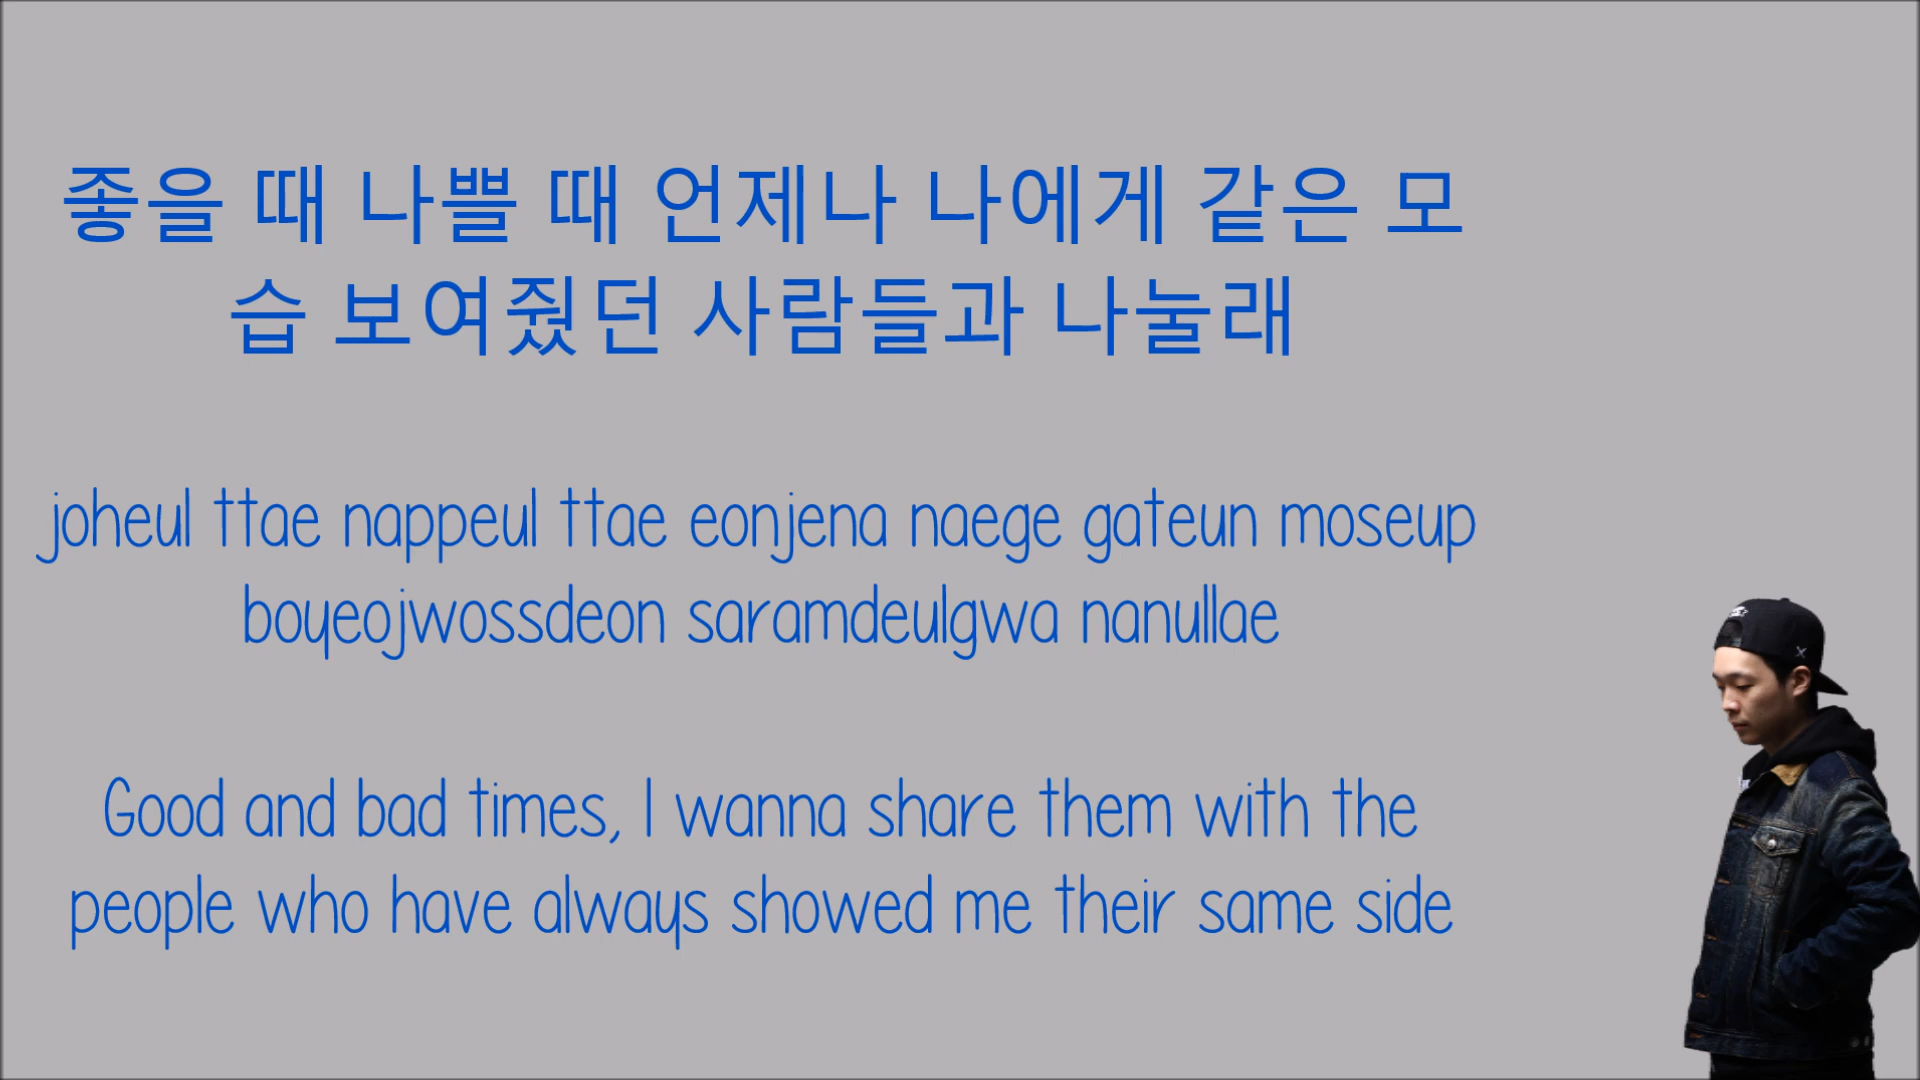 좋을 때 나쁠 때 언제나 나에게 같은 모
습 보여줬던 사람들과 나눌래
joheul ttae nappeul ttae eonjena naege gateun moseup
boyeojwossdeon saramdeulgwa nanullae
Good and bad times, I wanna share them with the
people who have always showed me their same side